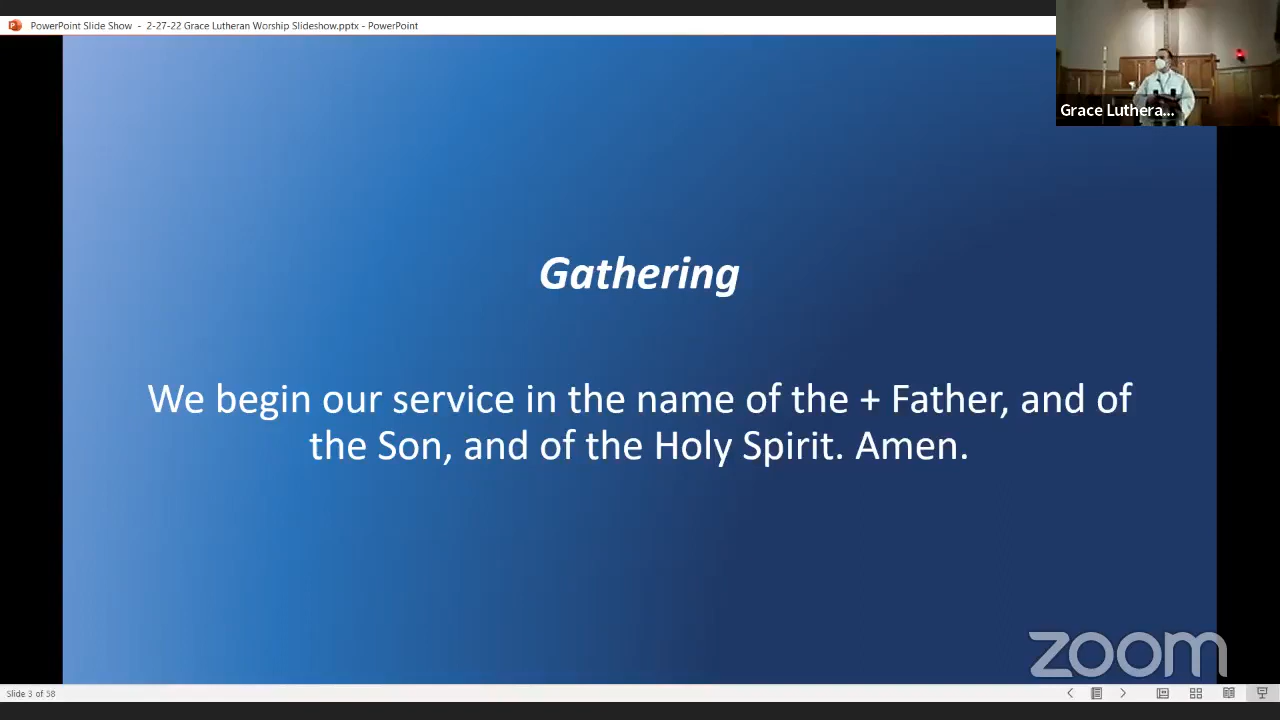 PowerPoint Slide Show - 2-27-22 Grace Lutheran Worship Slideshow.pptx - PowerPoint
Grace Luthera...
Gathering
We begin our service in the name of the + Father, and of
the Son, and of the Holy Spirit. Amen.
zoom
Slide 3 of 58